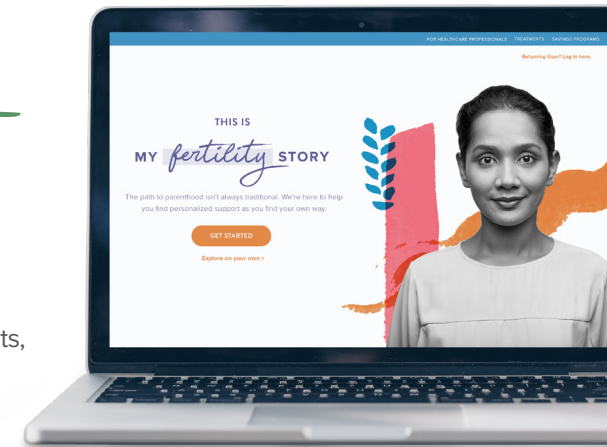 FOR HEALTHCARE PROFESSIONALS TREATMENTS SAVINGS PROGRAMS
Returning User? Log in here.
THIS IS
MY fertility STORY
The path to parenthood isn't always traditional. We're here to help
you find personalized support as you find your own way.
GET STARTED
Explore on your own >
ts,